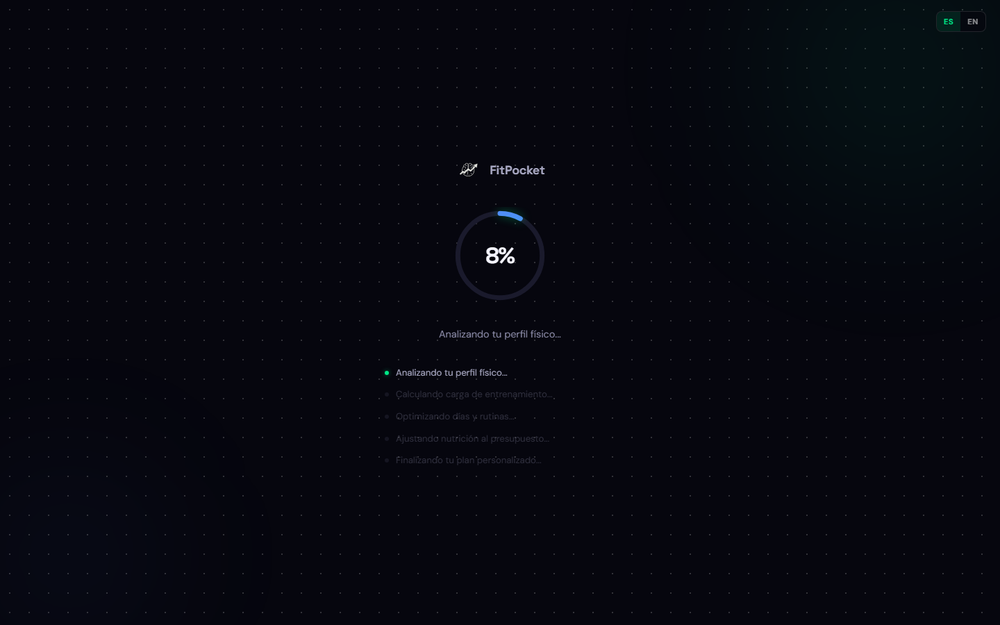 ES EN
FitPocket
8%
Analizando tu perfil físico...
Analizando tu perfil físico...
Calculando carga de entrenamiento...
Optimizando días y rutinas...
Ajustando nutrición al presupuesto...
Finalizando tu plan personalizado...